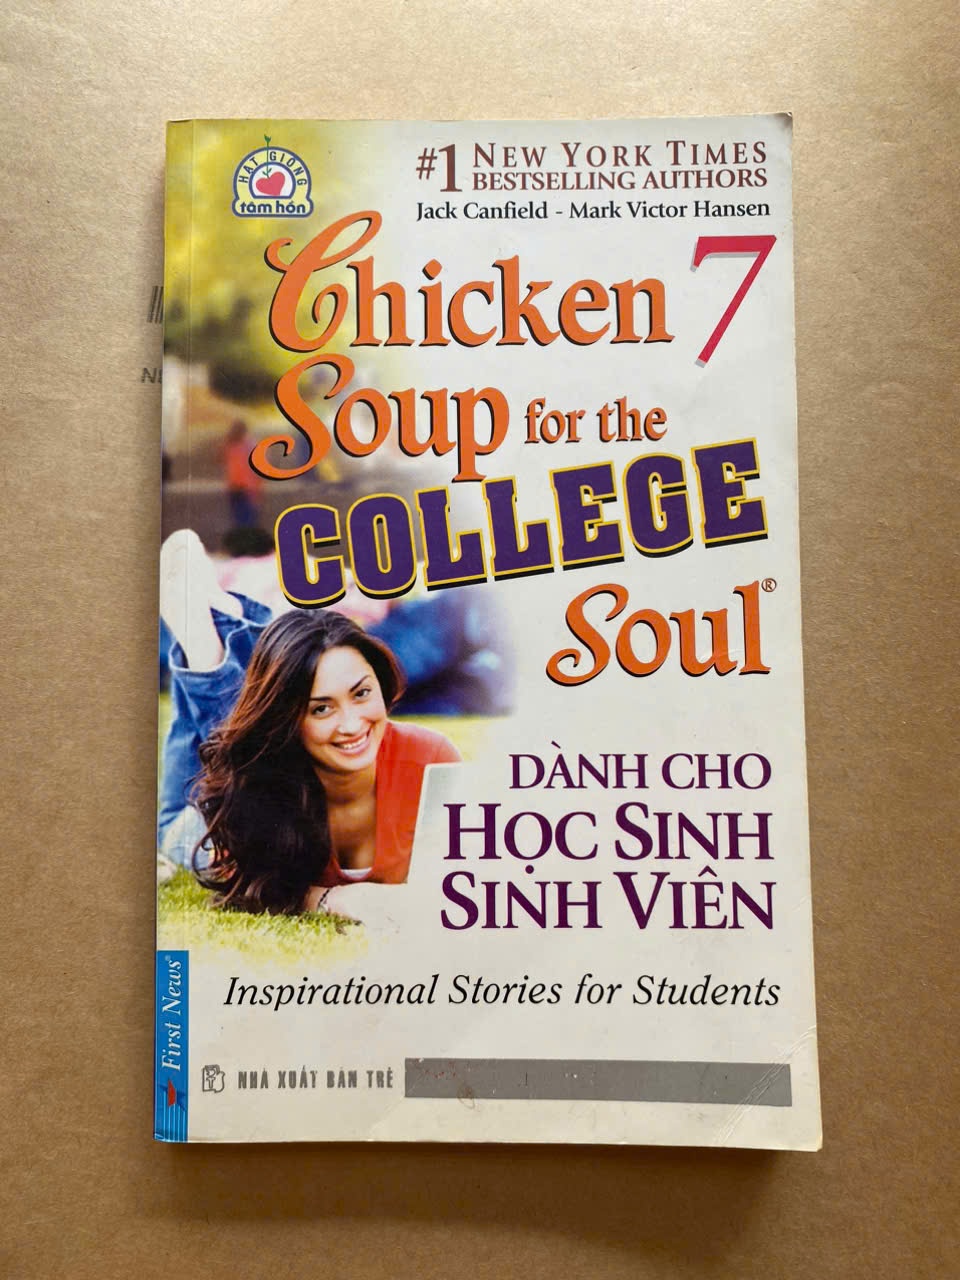 HẠT GIỐNG
tâm hồn
#1 NEW YORK TIMES
BESTSELLING AUTHORS
Jack Canfield - Mark Victor Hansen
Chicken 7
Soup for the
COLLEGE
Soul®
DÀNH CHO
HỌC SINH
SINH VIÊN
Inspirational Stories for Students
First News®
NHÀ XUẤT BẢN TRẺ